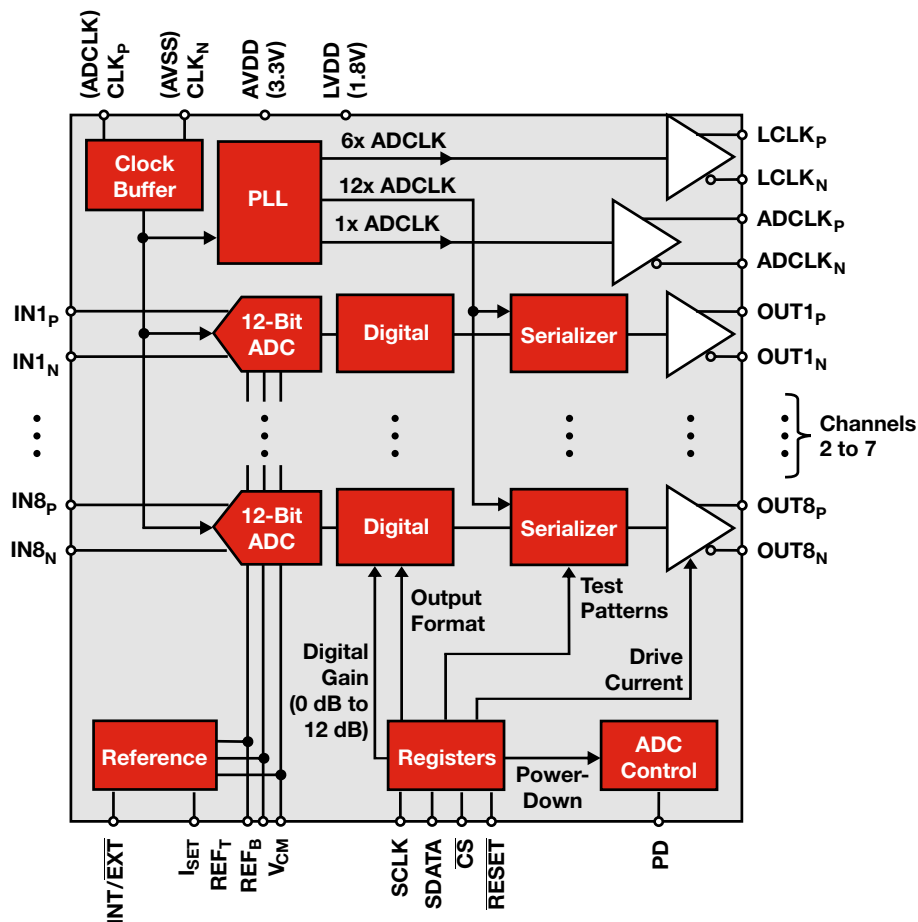 (ADCLK)
CLKP
(AVSS)
CLKN
AVDD
(3.3V)
LVDD
(1.8V)
Clock
Buffer
PLL
6x ADCLK
12x ADCLK
1x ADCLK
LCLKP
LCLKN
ADCLKP
ADCLKN
IN1P
IN1N
12-Bit
ADC
Digital
Serializer
OUT1P
OUT1N
Channels
2 to 7
IN8P
IN8N
12-Bit
ADC
Digital
Serializer
OUT8P
OUT8N
Output
Format
Test
Patterns
Digital
Gain
(0 dB to
12 dB)
Drive
Current
Reference
Registers
Power-
Down
ADC
Control
INT/EXT
ISET
REFT
REFB
VCM
SCLK
SDATA
CS
RESET
PD